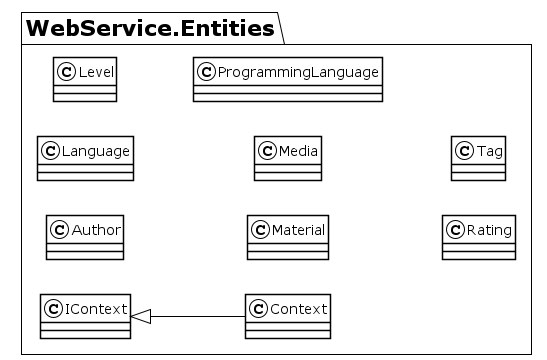 WebService.Entities
C Level
C ProgrammingLanguage
C Language
C Media
C Tag
C Author
C Material
C Rating
C IContext
C Context